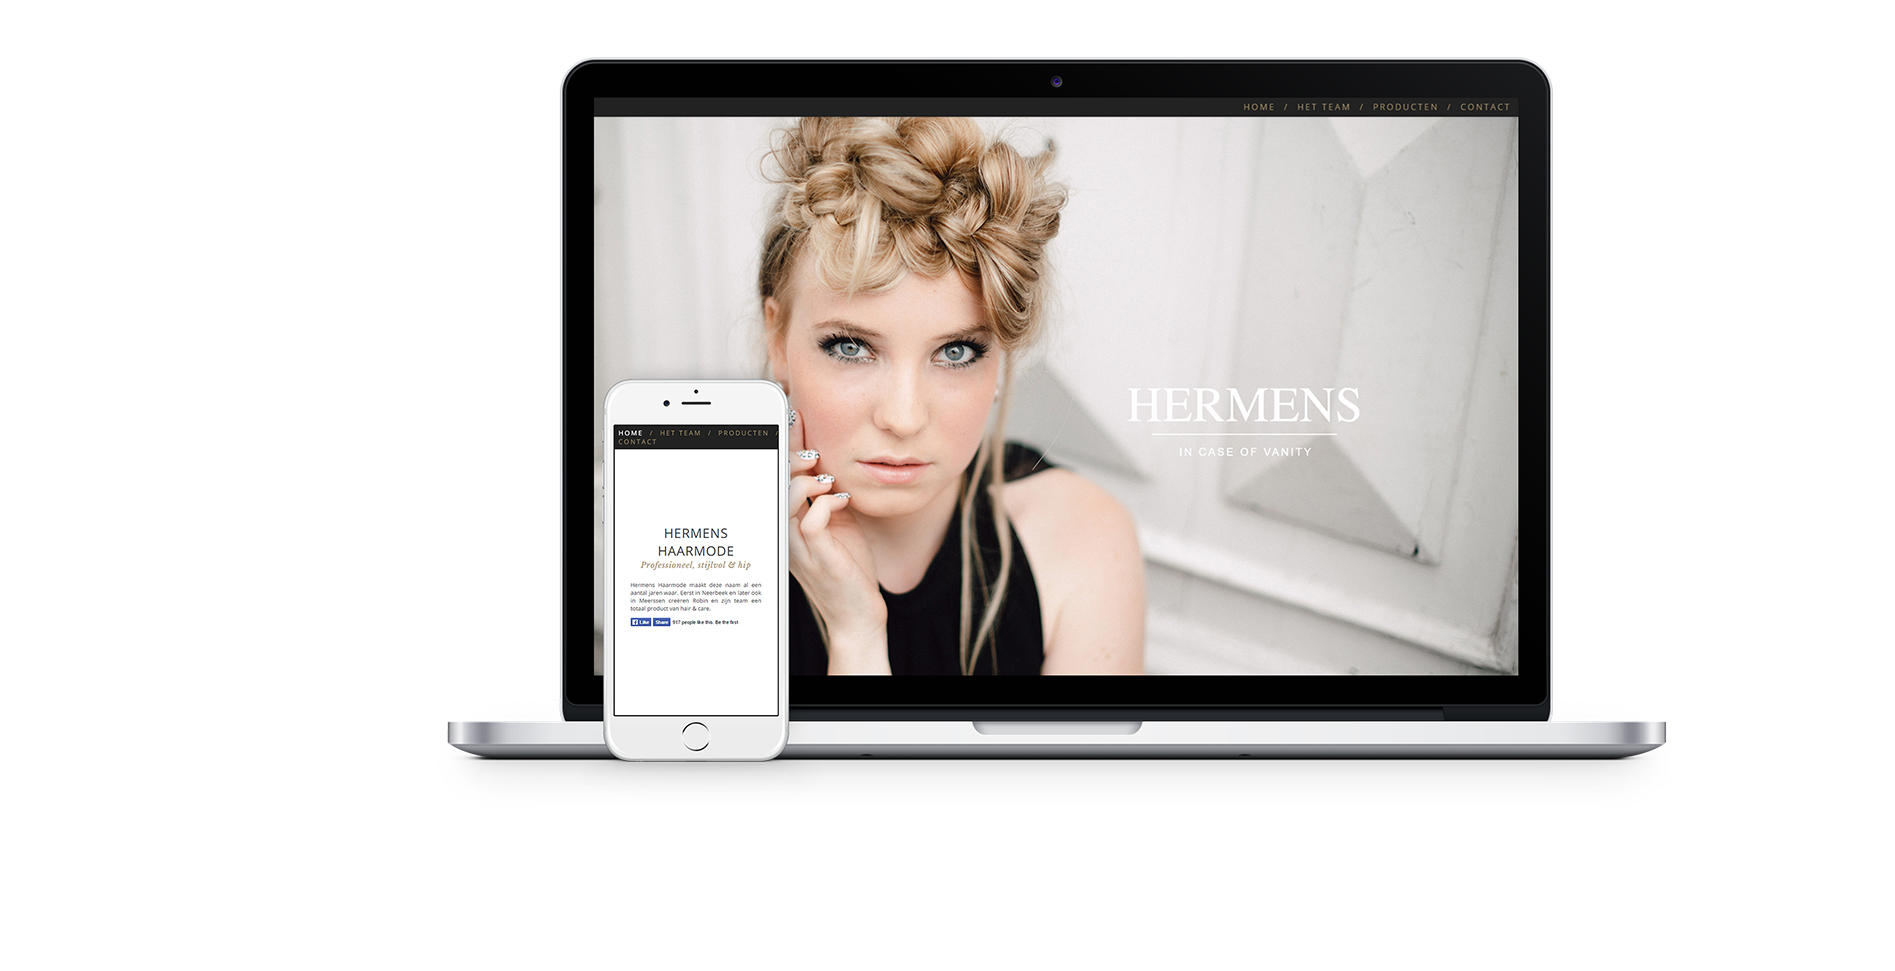 HOME / HET TEAM / PRODUCTEN / CONTACT
HERMENS
IN CASE OF VANITY
HOME / HET TEAM / PRODUCTEN /
CONTACT
HERMENS
HAARMODE
Professioneel, stijlvol & hip
Hermens Haarmode maakt deze naam al een
aantal jaren waar. Eerst in Neerbeek en later ook
in Meerssen creëren Robin en zijn team een
totaal product van hair & care.
Like Share 917 people like this. Be the first